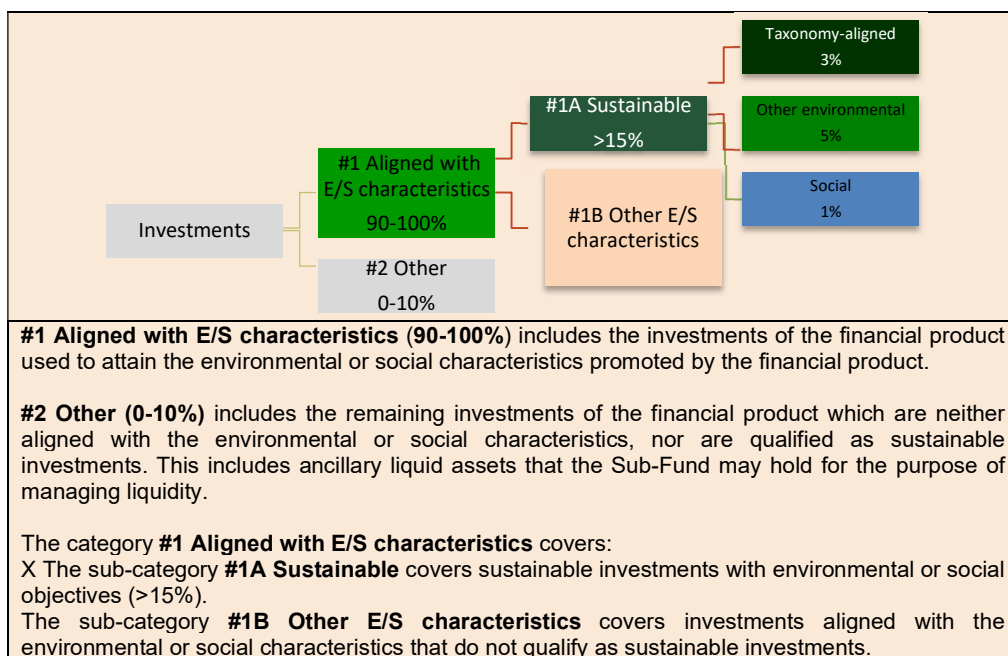 Taxonomy-aligned
3%
#1A Sustainable
>15%
Other environmental
5%
#1 Aligned with
E/S characteristics
90-100%
Social
1%
#1B Other E/S
characteristics
Investments
#2 Other
0-10%
#1 Aligned with E/S characteristics (90-100%) includes the investments of the financial product
used to attain the environmental or social characteristics promoted by the financial product.
#2 Other (0-10%) includes the remaining investments of the financial product which are neither
aligned with the environmental or social characteristics, nor are qualified as sustainable
investments. This includes ancillary liquid assets that the Sub-Fund may hold for the purpose of
managing liquidity.
The category #1 Aligned with E/S characteristics covers:
X The sub-category #1A Sustainable covers sustainable investments with environmental or social
objectives (>15%).
The sub-category #1B Other E/S characteristics covers investments aligned with the
environmental or social characteristics that do not qualify as sustainable investments.